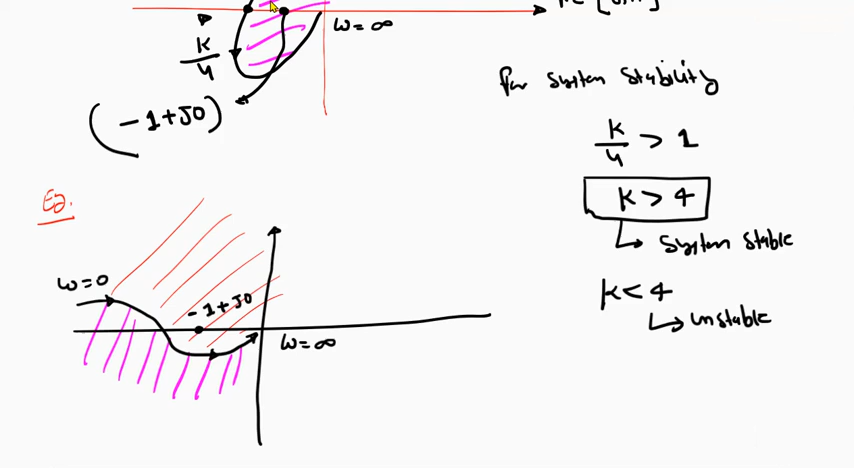 ω=∞
K/4
(-1+J0)
For System Stability
K/4 > 1
K > 4
System stable
K < 4
Unstable
Eg.
ω=0
-1+J0
ω=∞